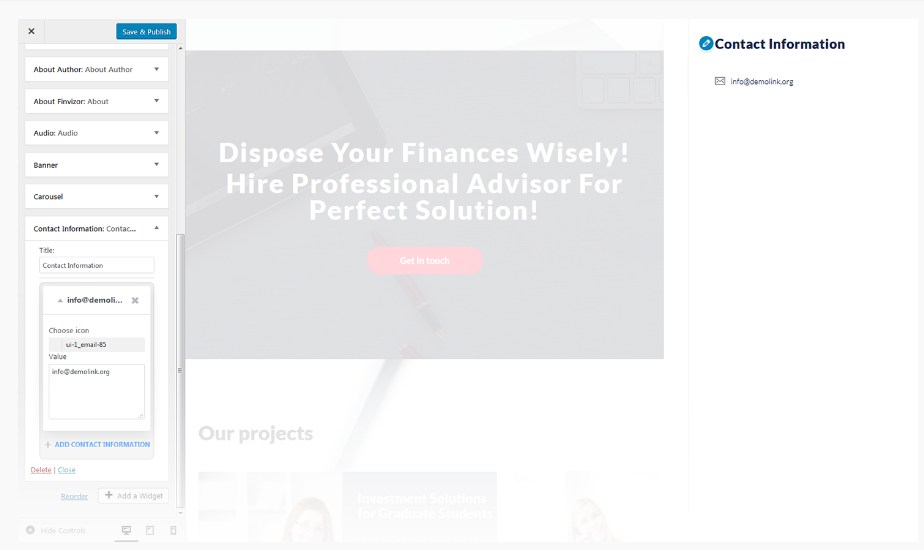 Save & Publish
About Author: About Author
About Finvizor: About
Audio: Audio
Banner
Carousel
Contact Information: Contac...
Title:
Contact Information
info@demoli...
Choose icon
ui-1_email-85
Value
info@demolink.org
ADD CONTACT INFORMATION
Delete | Close
Reorder
Add a Widget
Hide Controls
Dispose Your Finances Wisely!
Hire Professional Advisor For
Perfect Solution!
Get in touch
Our projects
Investment Solutions
for Graduate Students
Contact Information
info@demolink.org